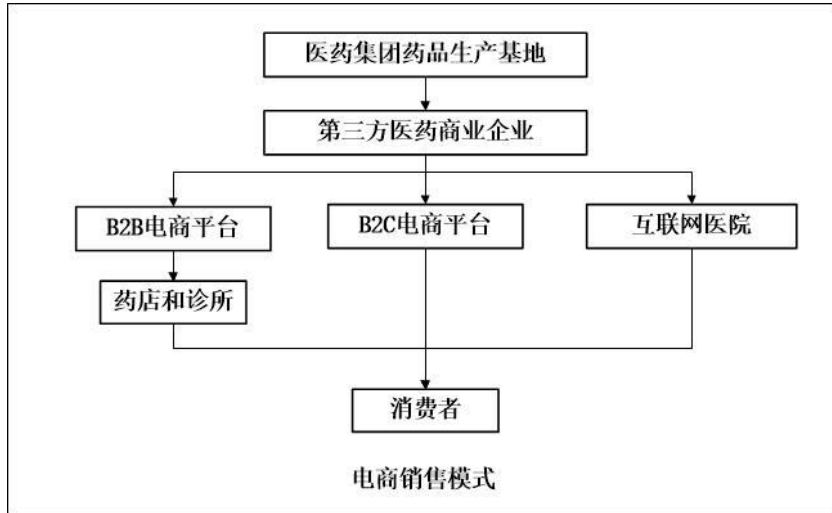 医药集团药品生产基地
第三方医药商业企业
B2B电商平台
B2C电商平台
互联网医院
药店和诊所
消费者
电商销售模式